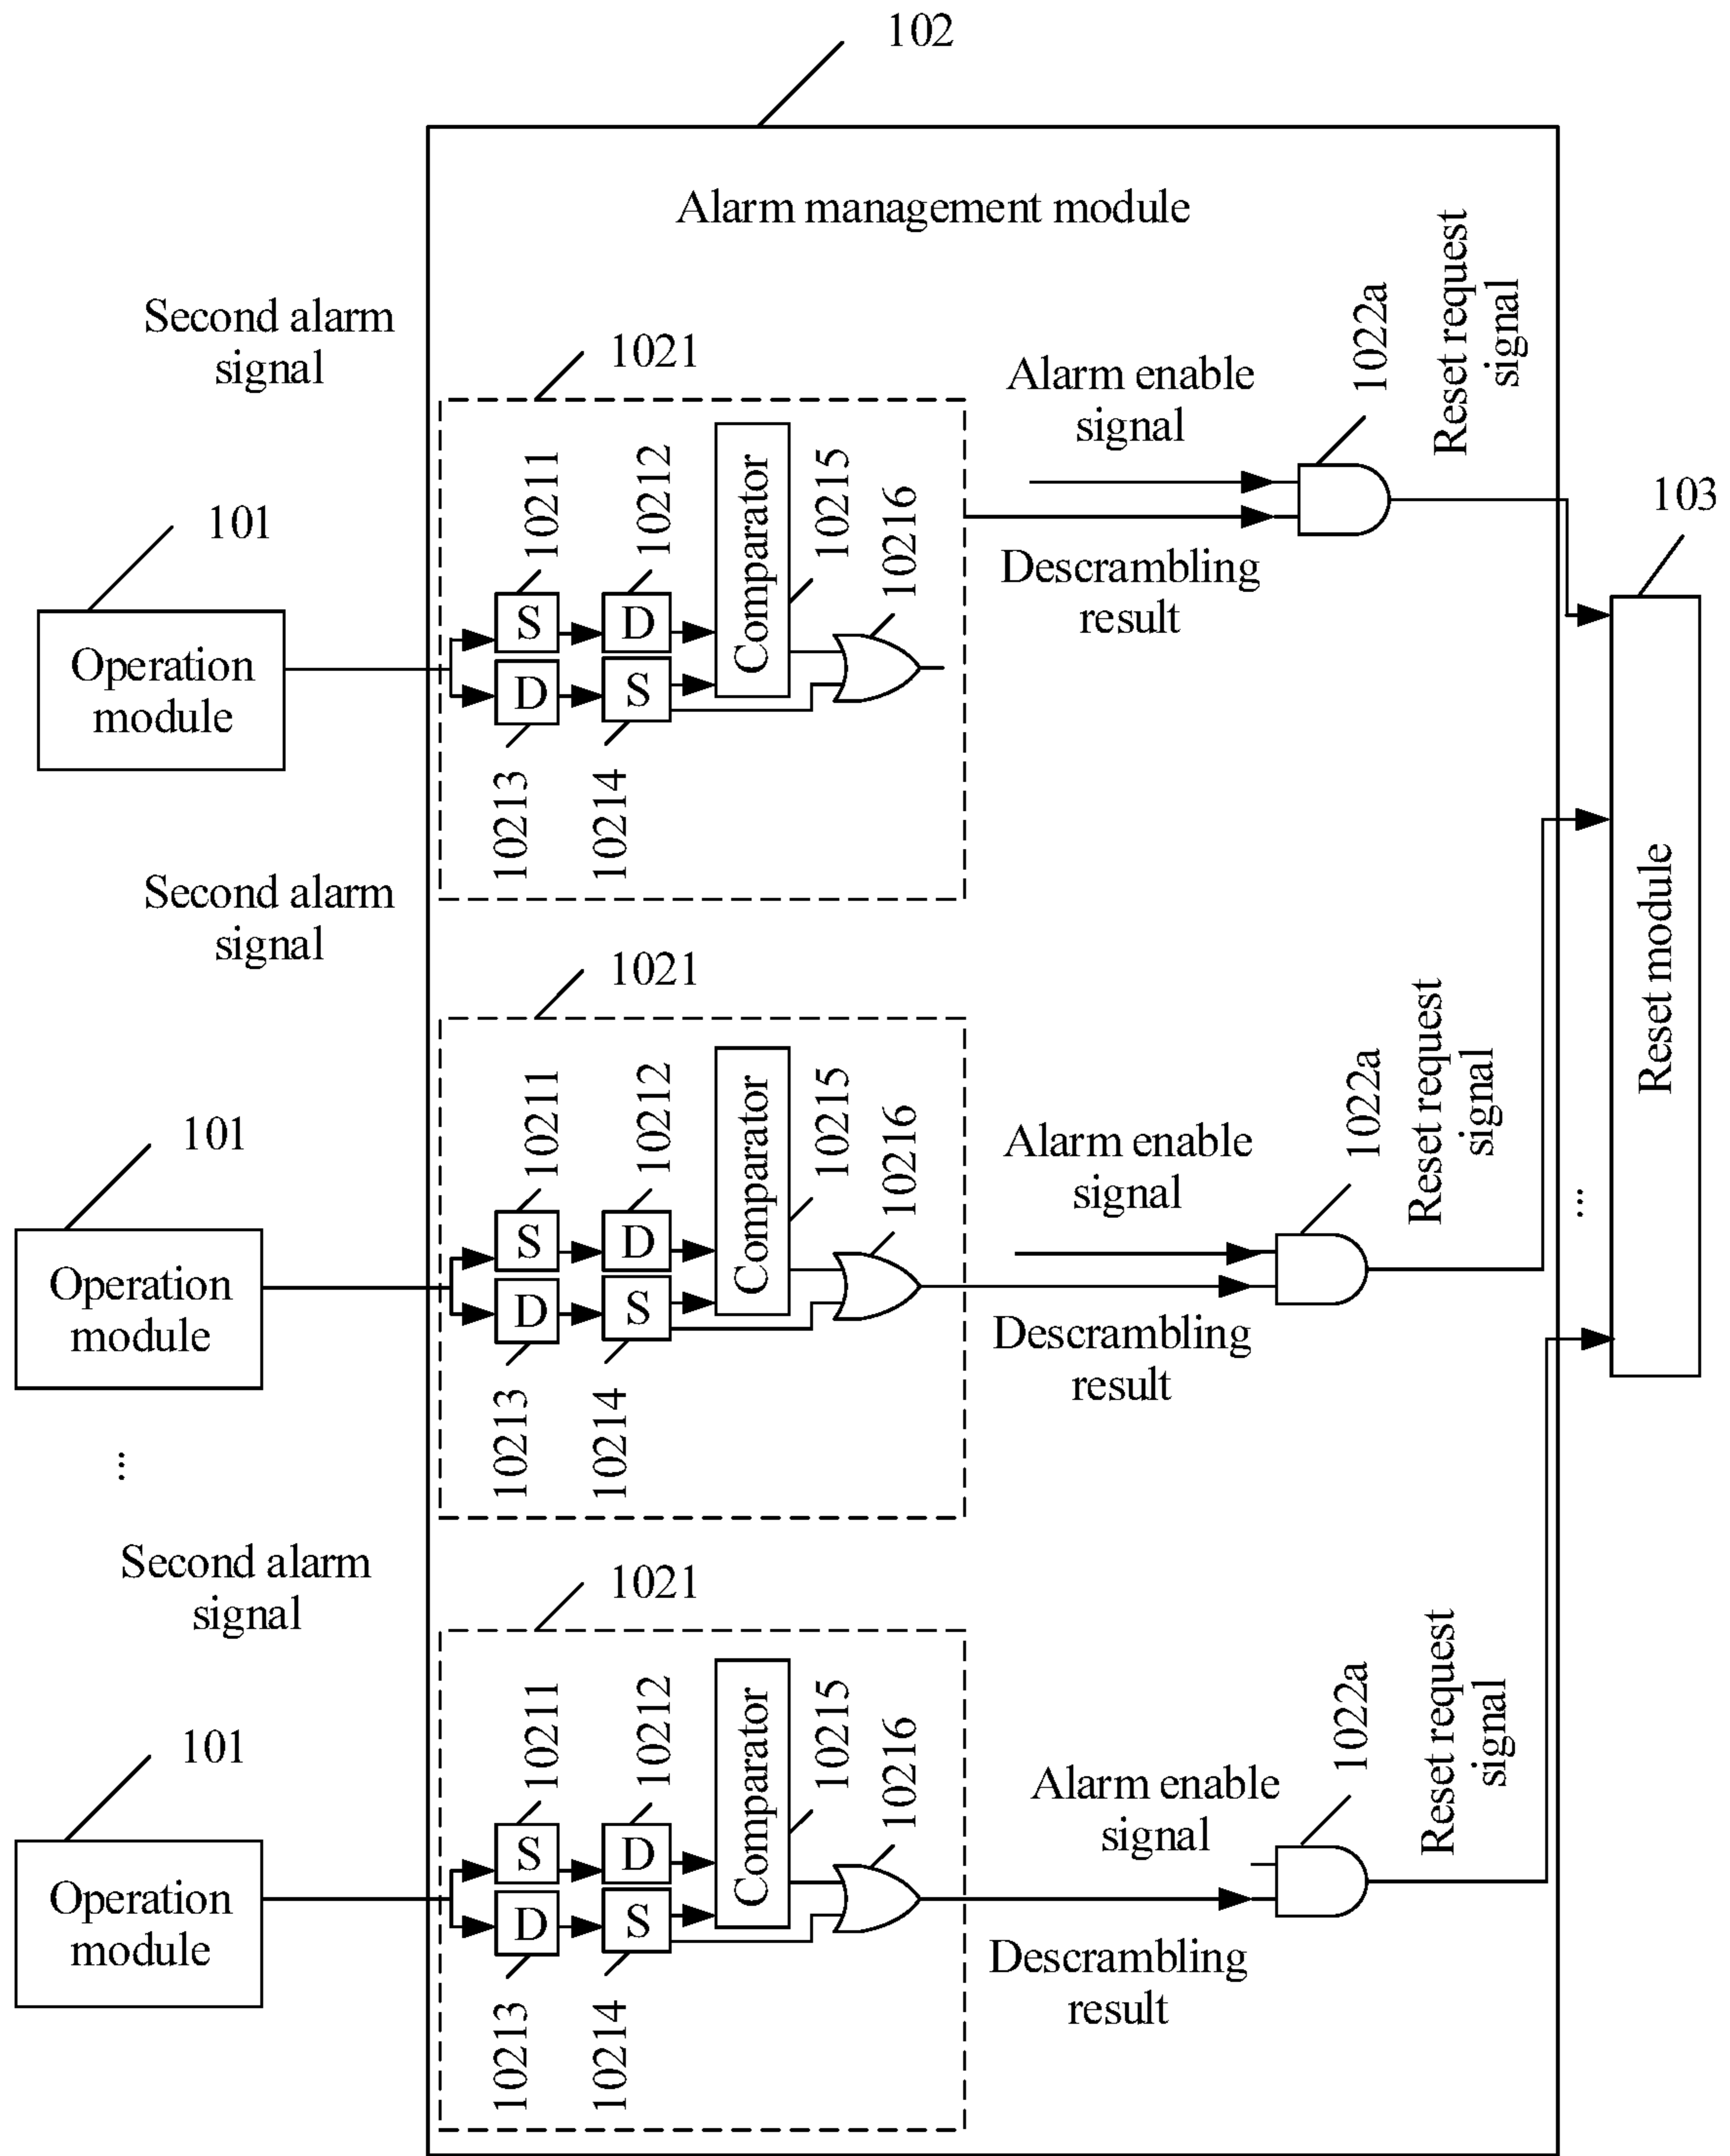 102
Alarm management module
Second alarm
signal
1021
Alarm enable
signal
1022a
Reset request
signal
101
10211
10212
Comparator
10215
10216
103
Operation
module
S
D
D
S
Descrambling
result
10213
10214
Reset module
Second alarm
signal
1021
101
10211
10212
Comparator
10215
10216
Alarm enable
signal
1022a
Reset request
signal
...
Operation
module
S
D
D
S
Descrambling
result
10213
10214
...
Second alarm
signal
1021
101
10211
10212
Comparator
10215
10216
Alarm enable
signal
1022a
Reset request
signal
Operation
module
S
D
D
S
Descrambling
result
10213
10214